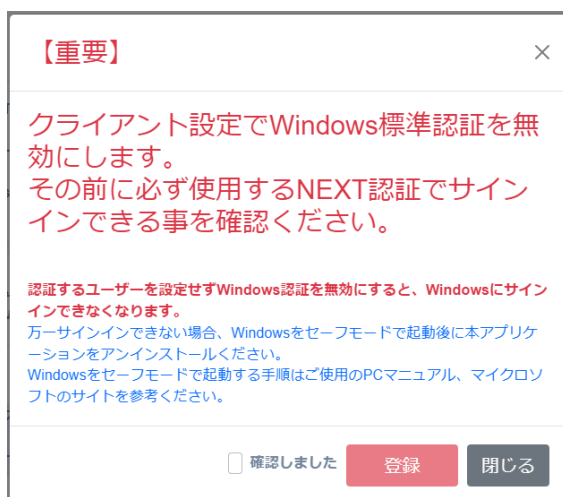 【重要】
×
クライアント設定でWindows標準認証を無
効にします。
その前に必ず使用するNEXT認証でサイン
インできる事を確認ください。
認証するユーザーを設定せずWindows認証を無効にすると、Windowsにサイン
インできなくなります。
万一サインインできない場合、Windowsをセーフモードで起動後に本アプリケ
ーションをアンインストールください。
Windowsをセーフモードで起動する手順はご使用のPCマニュアル、マイクロソ
フトのサイトを参考ください。
確認しました 登録 閉じる